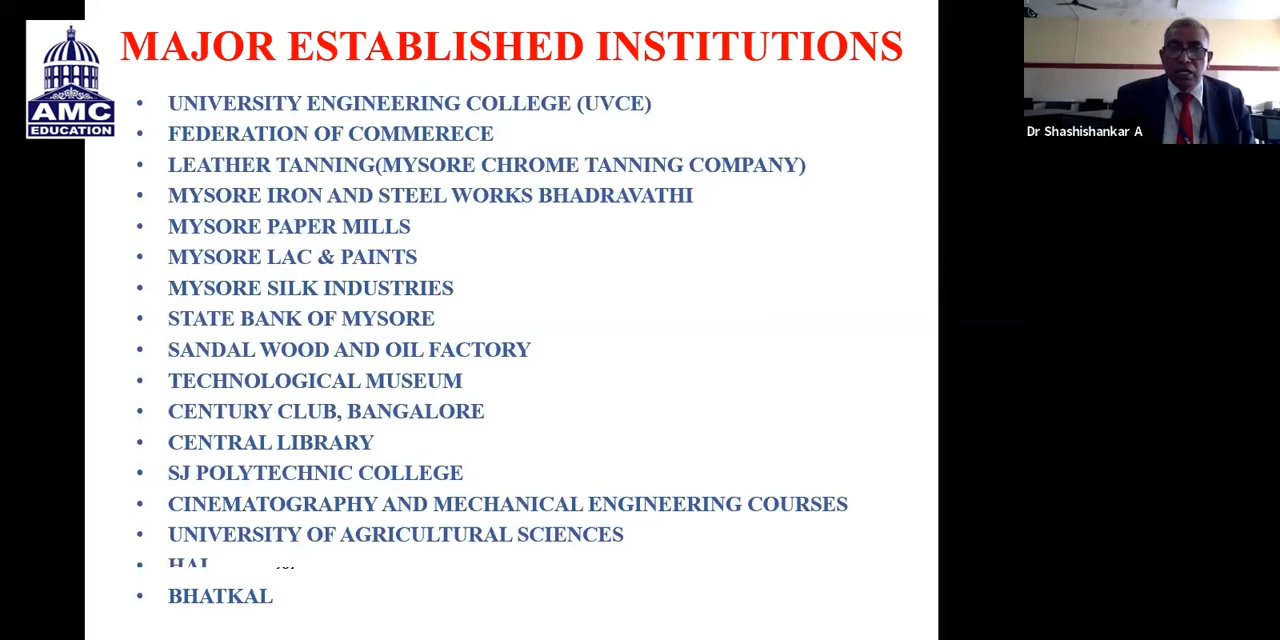 MAJOR ESTABLISHED INSTITUTIONS
AMC
EDUCATION
• UNIVERSITY ENGINEERING COLLEGE (UVCE)
• FEDERATION OF COMMERECE
• LEATHER TANNING(MYSORE CHROME TANNING COMPANY)
• MYSORE IRON AND STEEL WORKS BHADRAVATHI
• MYSORE PAPER MILLS
• MYSORE LAC & PAINTS
• MYSORE SILK INDUSTRIES
• STATE BANK OF MYSORE
• SANDAL WOOD AND OIL FACTORY
• TECHNOLOGICAL MUSEUM
• CENTURY CLUB, BANGALORE
• CENTRAL LIBRARY
• SJ POLYTECHNIC COLLEGE
• CINEMATOGRAPHY AND MECHANICAL ENGINEERING COURSES
• UNIVERSITY OF AGRICULTURAL SCIENCES
• BHATKAL
Dr Shashishankar A